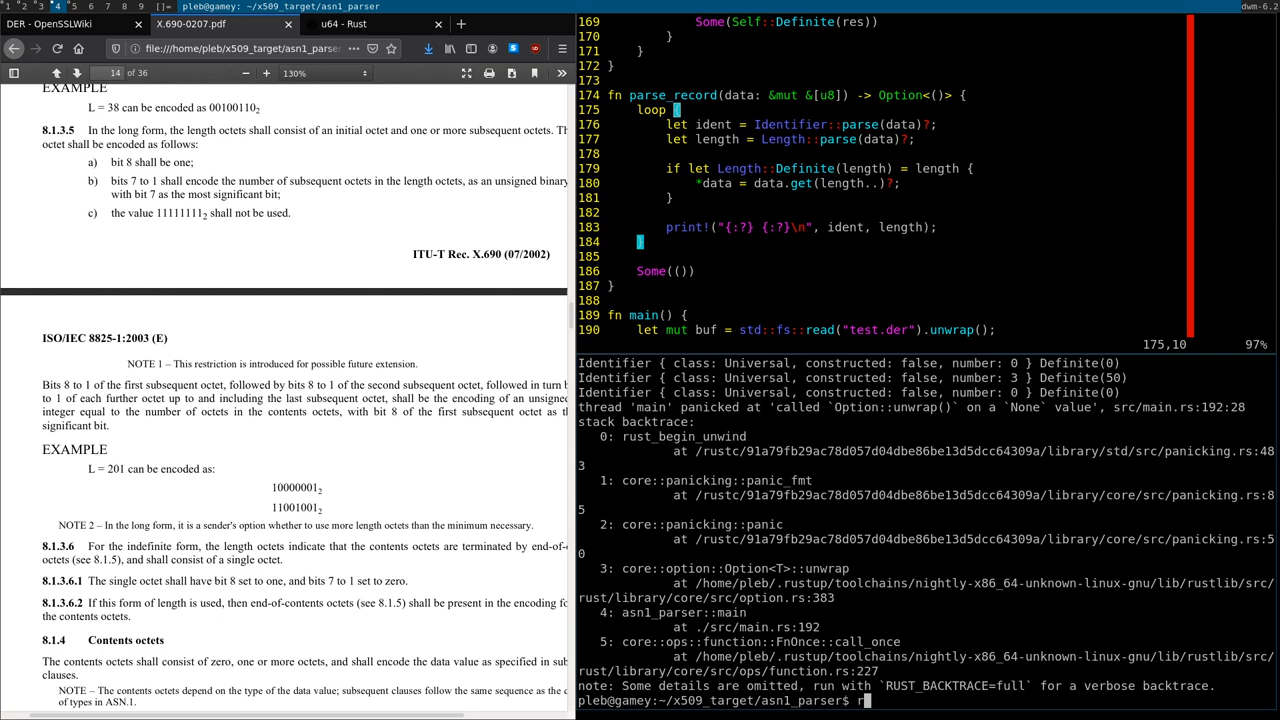 1 2 3 4 5 6 7 8 9 []= pleb@gamey: ~/x509_target/asn1_parser dwm-6.2
DER - OpenSSLWiki
X.690-0207.pdf
u64 - Rust
file:///home/pleb/x509_target/asn1_parser
14 of 36
130%
EXAMPLE
L = 38 can be encoded as 00100110₂
8.1.3.5 In the long form, the length octets shall consist of an initial octet and one or more subsequent octets. Th
octet shall be encoded as follows:
a) bit 8 shall be one;
b) bits 7 to 1 shall encode the number of subsequent octets in the length octets, as an unsigned binary
with bit 7 as the most significant bit;
c) the value 11111111₂ shall not be used.
ITU-T Rec. X.690 (07/2002)
ISO/IEC 8825-1:2003 (E)
NOTE 1 – This restriction is introduced for possible future extension.
Bits 8 to 1 of the first subsequent octet, followed by bits 8 to 1 of the second subsequent octet, followed in turn b
to 1 of each further octet up to and including the last subsequent octet, shall be the encoding of an unsigned
integer equal to the number of octets in the contents octets, with bit 8 of the first subsequent octet as th
significant bit.
EXAMPLE
L = 201 can be encoded as:
10000001₂
11001001₂
NOTE 2 – In the long form, it is a sender's option whether to use more length octets than the minimum necessary.
8.1.3.6 For the indefinite form, the length octets indicate that the contents octets are terminated by end-of-
octets (see 8.1.5), and shall consist of a single octet.
8.1.3.6.1 The single octet shall have bit 8 set to one, and bits 7 to 1 set to zero.
8.1.3.6.2 If this form of length is used, then end-of-contents octets (see 8.1.5) shall be present in the encoding fo
the contents octets.
8.1.4 Contents octets
The contents octets shall consist of zero, one or more octets, and shall encode the data value as specified in sub
clauses.
NOTE – The contents octets depend on the type of the data value; subsequent clauses follow the same sequence as the d
of types in ASN.1.
169 Some(Self::Definite(res))
170 }
171 }
172 }
173
174 fn parse_record(data: &mut &[u8]) -> Option<()> {
175 loop {
176 let ident = Identifier::parse(data)?;
177 let length = Length::parse(data)?;
178
179 if let Length::Definite(length) = length {
180 *data = data.get(length..)?;
181 }
182
183 print!("{:?} {:?}\n", ident, length);
184 }
185
186 Some(())
187 }
188
189 fn main() {
190 let mut buf = std::fs::read("test.der").unwrap();
175,10 97%
Identifier { class: Universal, constructed: false, number: 0 } Definite(0)
Identifier { class: Universal, constructed: false, number: 3 } Definite(50)
Identifier { class: Universal, constructed: false, number: 0 } Definite(0)
thread 'main' panicked at 'called `Option::unwrap()` on a `None` value', src/main.rs:192:28
stack backtrace:
0: rust_begin_unwind
at /rustc/91a79fb29ac78d057d04dbe86be13d5dcc64309a/library/std/src/panicking.rs:48
3
1: core::panicking::panic_fmt
at /rustc/91a79fb29ac78d057d04dbe86be13d5dcc64309a/library/core/src/panicking.rs:8
5
2: core::panicking::panic
at /rustc/91a79fb29ac78d057d04dbe86be13d5dcc64309a/library/core/src/panicking.rs:5
0
3: core::option::Option<T>::unwrap
at /home/pleb/.rustup/toolchains/nightly-x86_64-unknown-linux-gnu/lib/rustlib/src/
rust/library/core/src/option.rs:383
4: asn1_parser::main
at ./src/main.rs:192
5: core::ops::function::FnOnce::call_once
at /home/pleb/.rustup/toolchains/nightly-x86_64-unknown-linux-gnu/lib/rustlib/src/
rust/library/core/src/ops/function.rs:227
note: Some details are omitted, run with `RUST_BACKTRACE=full` for a verbose backtrace.
pleb@gamey:~/x509_target/asn1_parser$ r